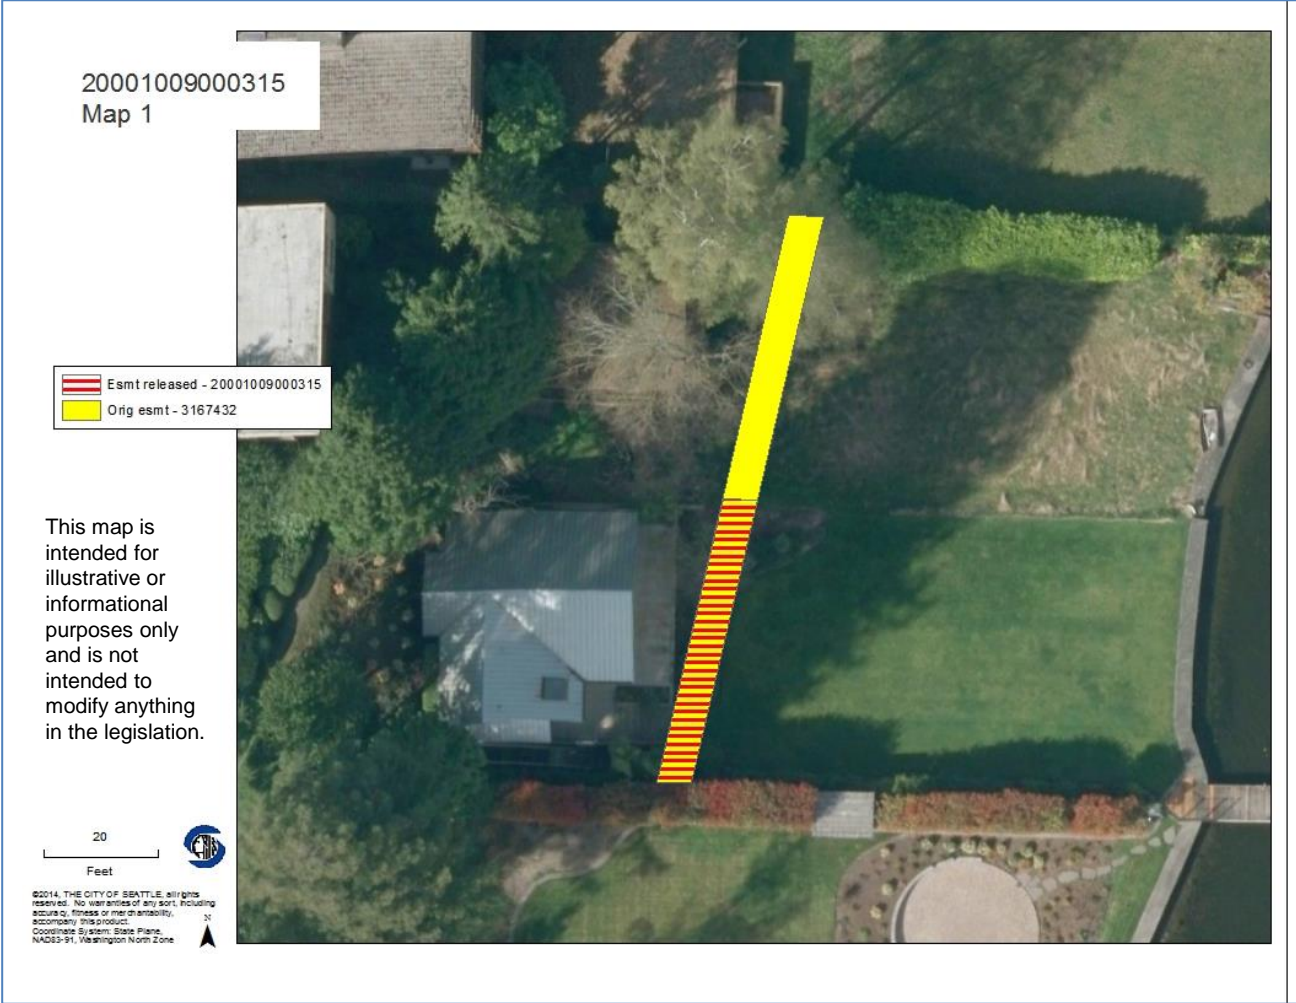 20001009000315
Map 1
Esmt released - 20001009000315
Orig esmt - 3167432
This map is
intended for
illustrative or
informational
purposes only
and is not
intended to
modify anything
in the legislation.
20
Feet
©2014, THE CITY OF SEATTLE, all rights
reserved. No warranties of any sort, including
accuracy, fitness or merchantability,
accompany this product.
Coordinate System: State Plane,
NAD83-91, Washington North Zone
N